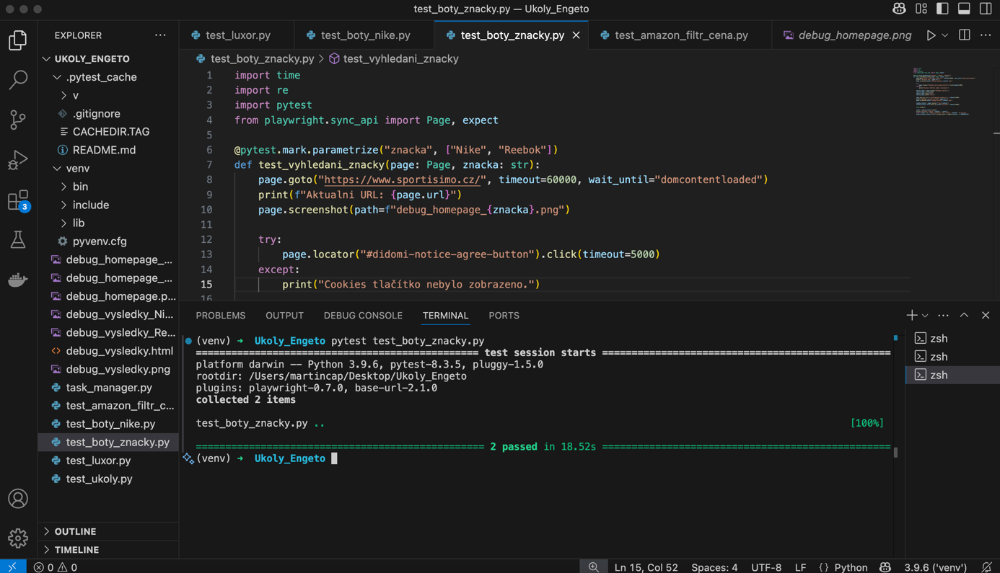 test_boty_znacky.py — Ukoly_Engeto
EXPLORER
test_luxor.py
test_boty_nike.py
test_boty_znacky.py
test_amazon_filtr_cena.py
debug_homepage.png
UKOLY_ENGETO
.pytest_cache
v
.gitignore
CACHEDIR.TAG
README.md
venv
bin
include
lib
pyvenv.cfg
debug_homepage_...
debug_homepage_...
debug_homepage.p...
debug_vysledky_Ni...
debug_vysledky_Re...
debug_vysledky.html
debug_vysledky.png
task_manager.py
test_amazon_filtr_c...
test_boty_nike.py
test_boty_znacky.py
test_luxor.py
test_ukoly.py
OUTLINE
TIMELINE
3
test_boty_znacky.py > test_vyhledani_znacky
1 import time
2 import re
3 import pytest
4 from playwright.sync_api import Page, expect
5
6 @pytest.mark.parametrize("znacka", ["Nike", "Reebok"])
7 def test_vyhledani_znacky(page: Page, znacka: str):
8 page.goto("https://www.sportisimo.cz/", timeout=60000, wait_until="domcontentloaded")
9 print(f"Aktualni URL: {page.url}")
10 page.screenshot(path=f"debug_homepage_{znacka}.png")
11
12 try:
13 page.locator("#didomi-notice-agree-button").click(timeout=5000)
14 except:
15 print("Cookies tlačítko nebylo zobrazeno.")
16
PROBLEMS OUTPUT DEBUG CONSOLE TERMINAL PORTS
(venv) ➜ Ukoly_Engeto pytest test_boty_znacky.py
================================================ test session starts =================================================
platform darwin -- Python 3.9.6, pytest-8.3.5, pluggy-1.5.0
rootdir: /Users/martincap/Desktop/Ukoly_Engeto
plugins: playwright-0.7.0, base-url-2.1.0
collected 2 items
test_boty_znacky.py .. [100%]
================================================= 2 passed in 18.52s =================================================
(venv) ➜ Ukoly_Engeto
zsh
zsh
zsh
0 0
Ln 15, Col 52 Spaces: 4 UTF-8 LF {} Python 3.9.6 ('venv')